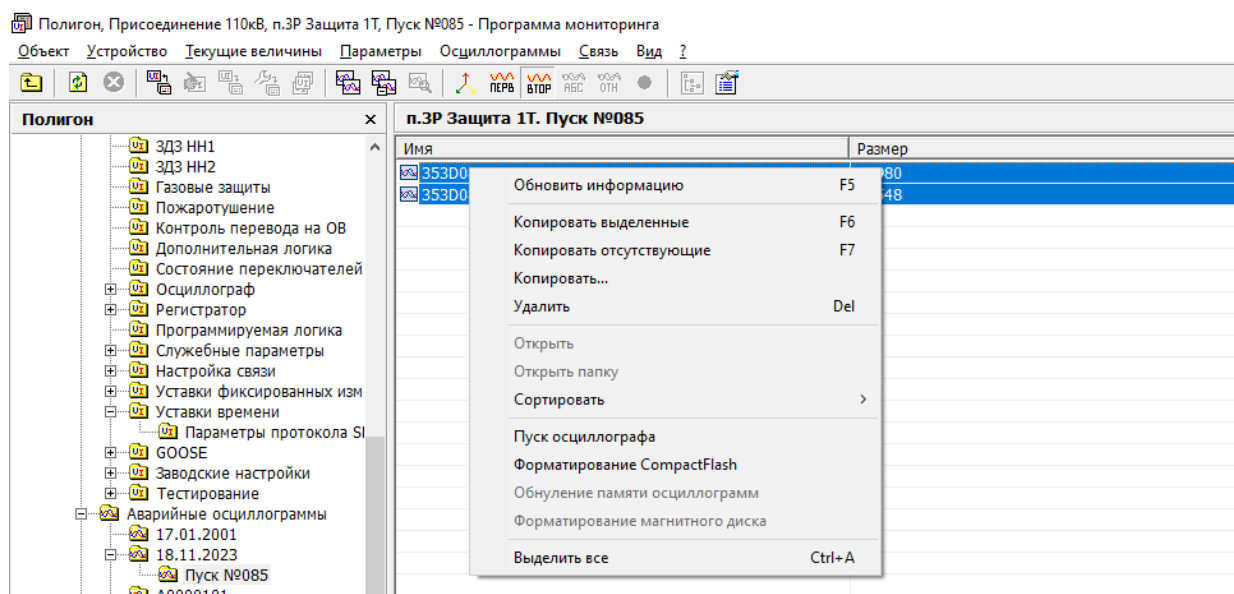 Полигон, Присоединение 110кВ, п.3Р Защита 1Т, Пуск №085 - Программа мониторинга
Объект Устройство Текущие величины Параметры Осциллограммы Связь Вид ?
ПЕРВ ВТОР АБС ОТН
Полигон
п.3Р Защита 1Т. Пуск №085
ЗДЗ НН1
ЗДЗ НН2
Газовые защиты
Пожаротушение
Контроль перевода на ОВ
Дополнительная логика
Состояние переключателей
Осциллограф
Регистратор
Программируемая логика
Служебные параметры
Настройка связи
Уставки фиксированных изм
Уставки времени
Параметры протокола
GOOSE
Заводские настройки
Тестирование
Аварийные осциллограммы
17.01.2001
18.11.2023
Пуск №085
Имя Размер
353D0 80
353D0 48
Обновить информацию F5
Копировать выделенные F6
Копировать отсутствующие F7
Копировать...
Удалить Del
Открыть
Открыть папку
Сортировать
Пуск осциллографа
Форматирование CompactFlash
Обнуление памяти осциллограмм
Форматирование магнитного диска
Выделить все Ctrl+A